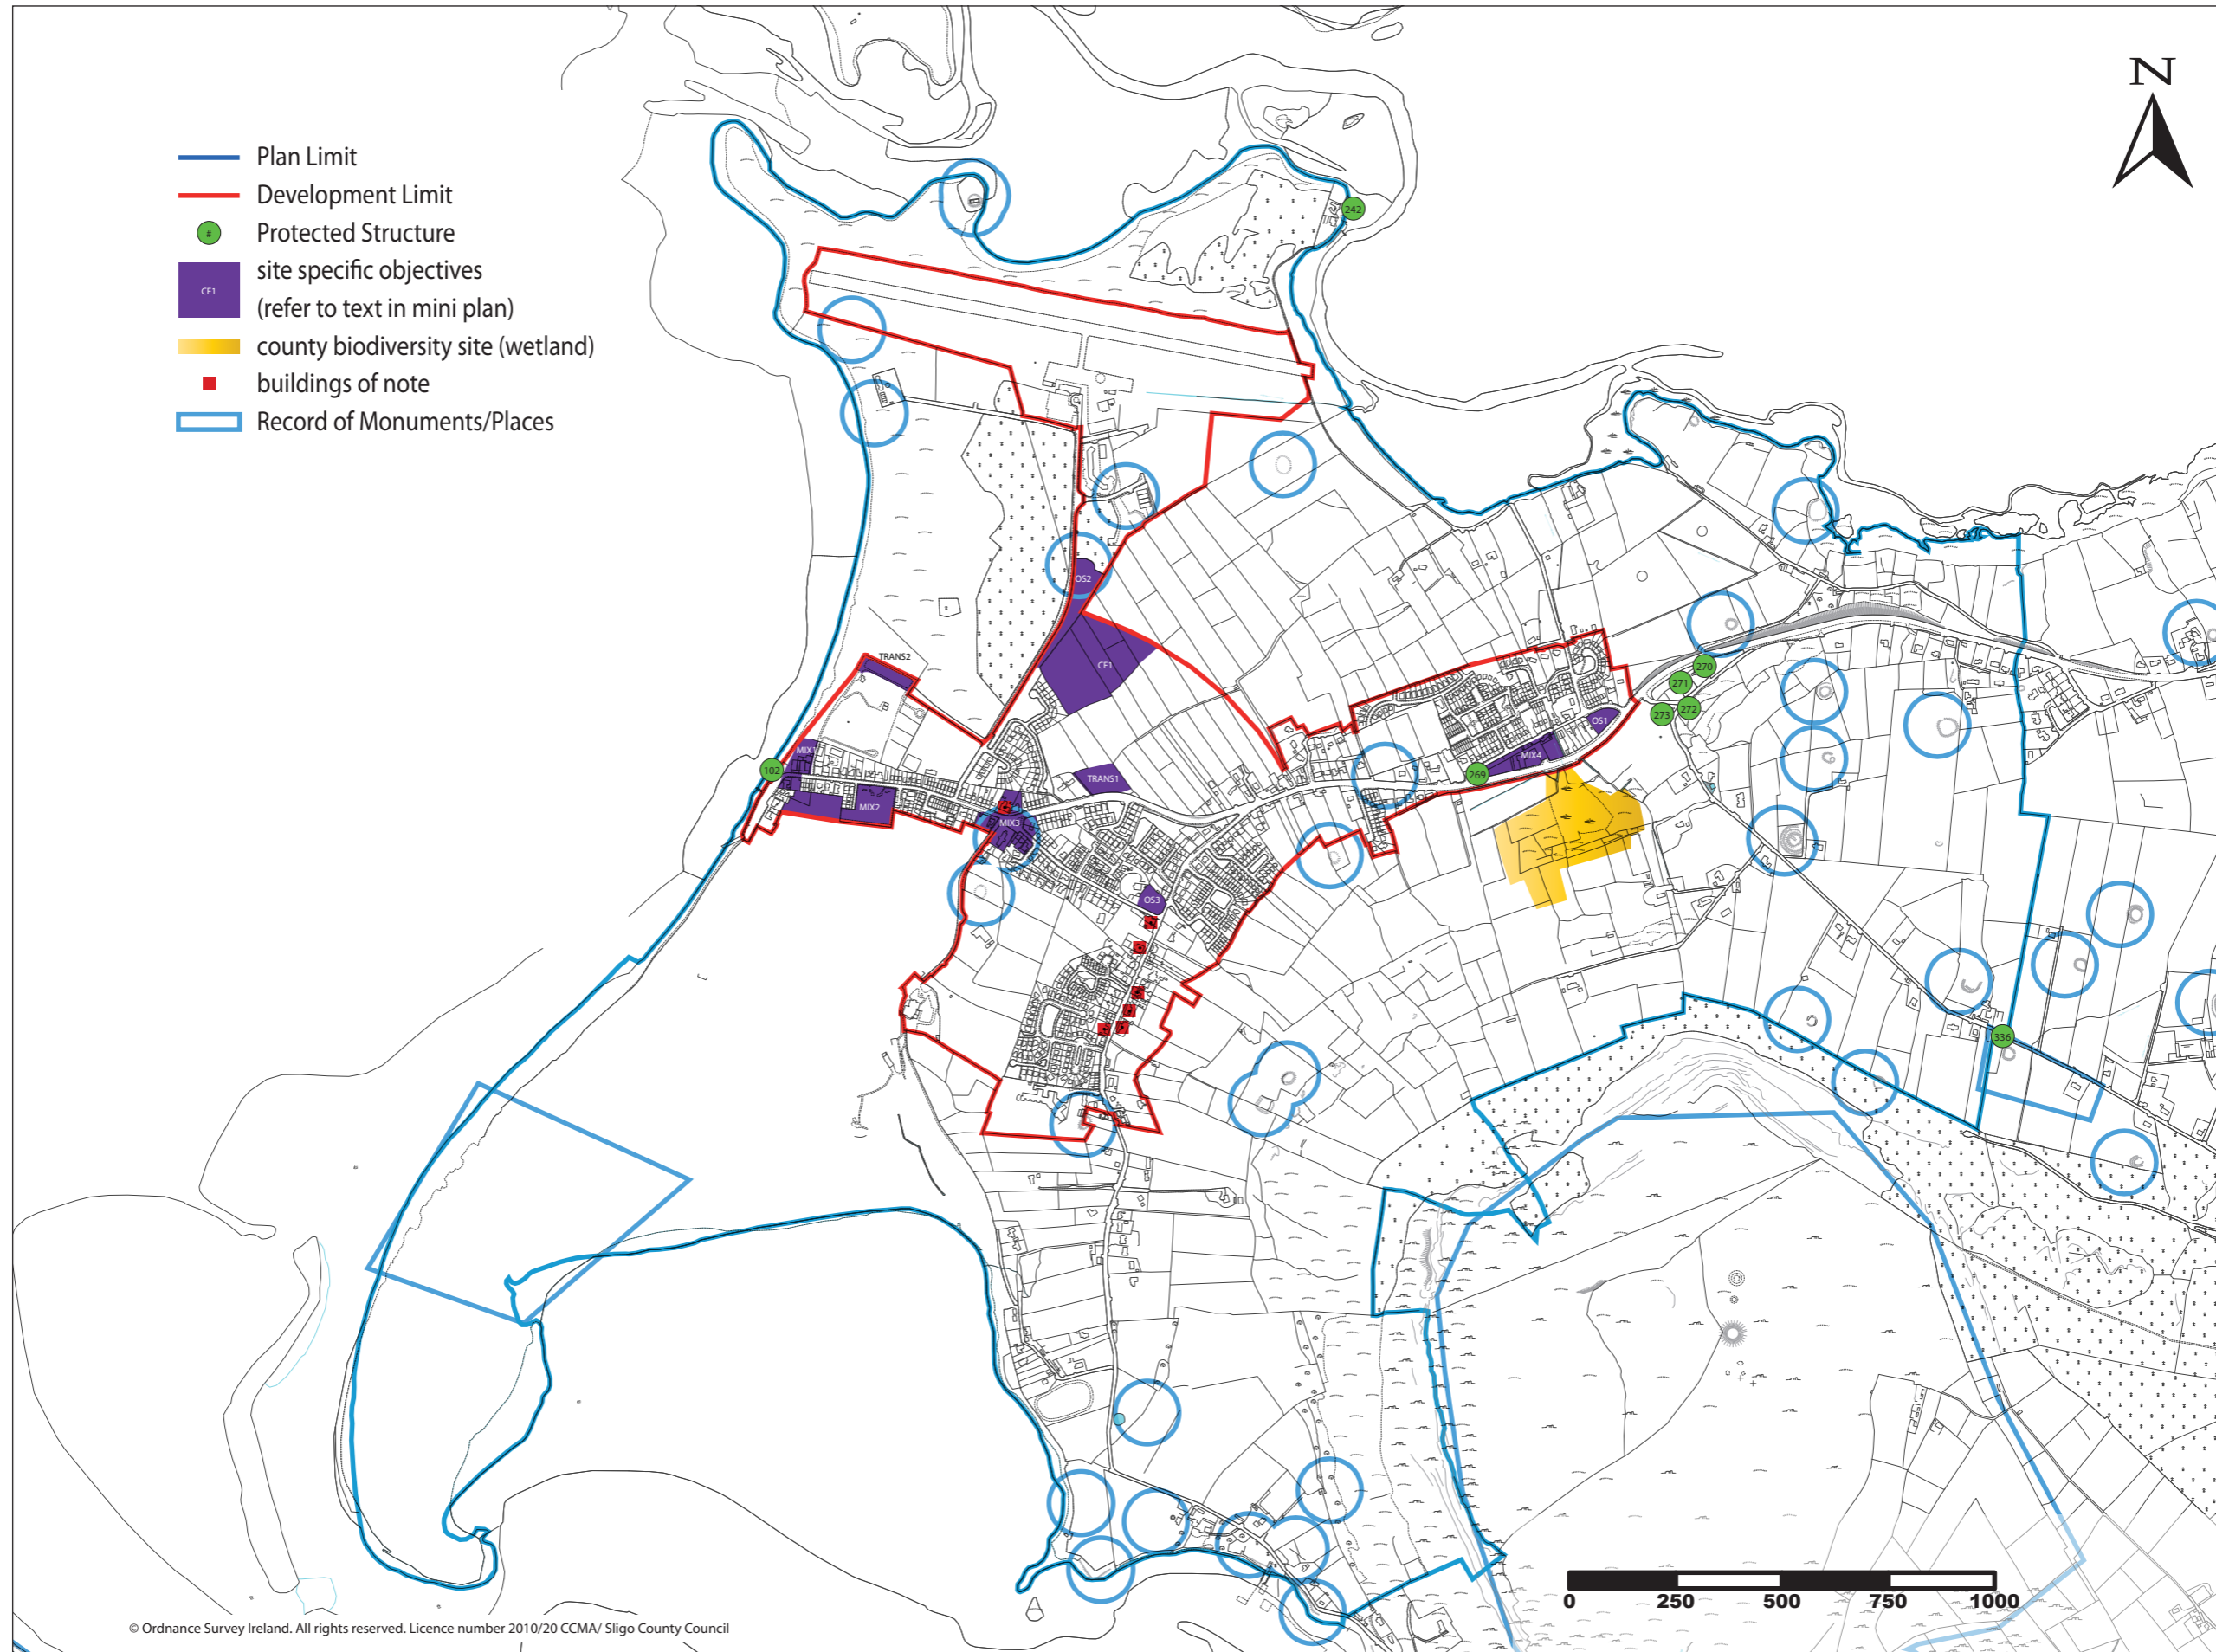 N
Plan Limit
Development Limit
# Protected Structure
CF1 site specific objectives
(refer to text in mini plan)
county biodiversity site (wetland)
buildings of note
Record of Monuments/Places
242
OS2
CF1
TRANS2
270
271
272
273
OS1
MIX1
MIX4
102
TRANS1
269
MIX2
MIX3
OS3
336
0 250 500 750 1000
© Ordnance Survey Ireland. All rights reserved. Licence number 2010/20 CCMA/ Sligo County Council